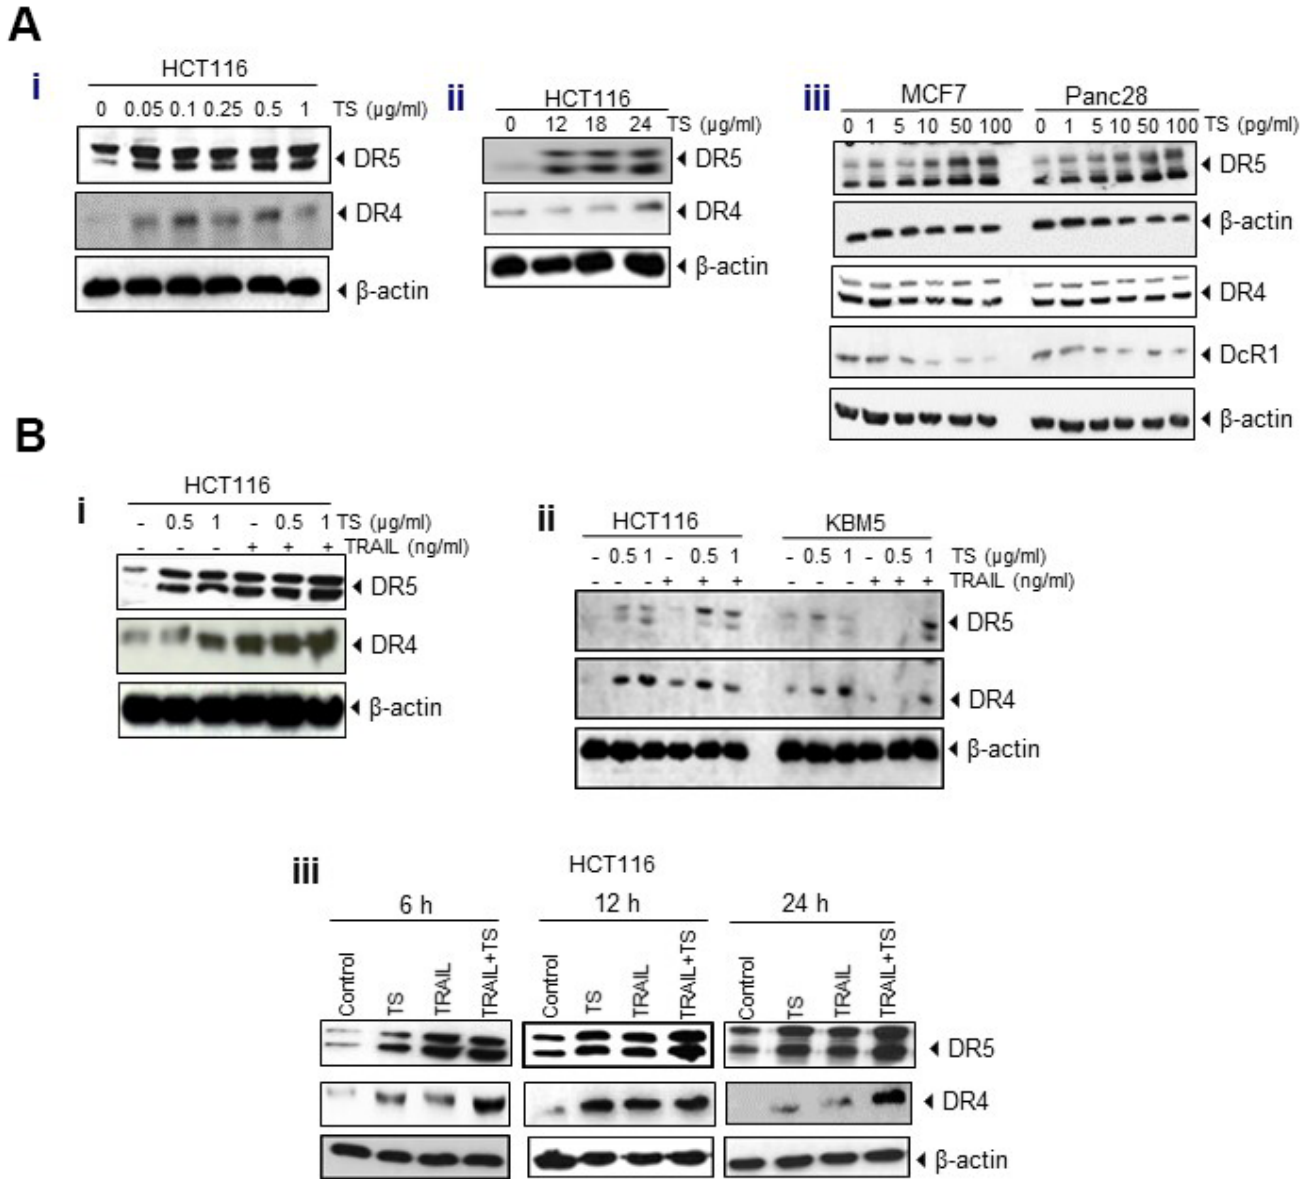 A
i
HCT116
0 0.05 0.1 0.25 0.5 1 TS (µg/ml)
DR5
DR4
β-actin
ii
HCT116
0 12 18 24 TS (µg/ml)
DR5
DR4
β-actin
iii
MCF7 Panc28
0 1 5 10 50 100 0 1 5 10 50 100 TS (pg/ml)
DR5
β-actin
DR4
DcR1
β-actin
B
i
HCT116
- 0.5 1 - 0.5 1 TS (µg/ml)
- - - + + + TRAIL (ng/ml)
DR5
DR4
β-actin
ii
HCT116 KBM5
- 0.5 1 - 0.5 1 - 0.5 1 - 0.5 1 TS (µg/ml)
- - - + + + - - - + + + TRAIL (ng/ml)
DR5
DR4
β-actin
iii
HCT116
6 h 12 h 24 h
Control TS TRAIL TRAIL+TS Control TS TRAIL TRAIL+TS Control TS TRAIL TRAIL+TS
DR5
DR4
β-actin